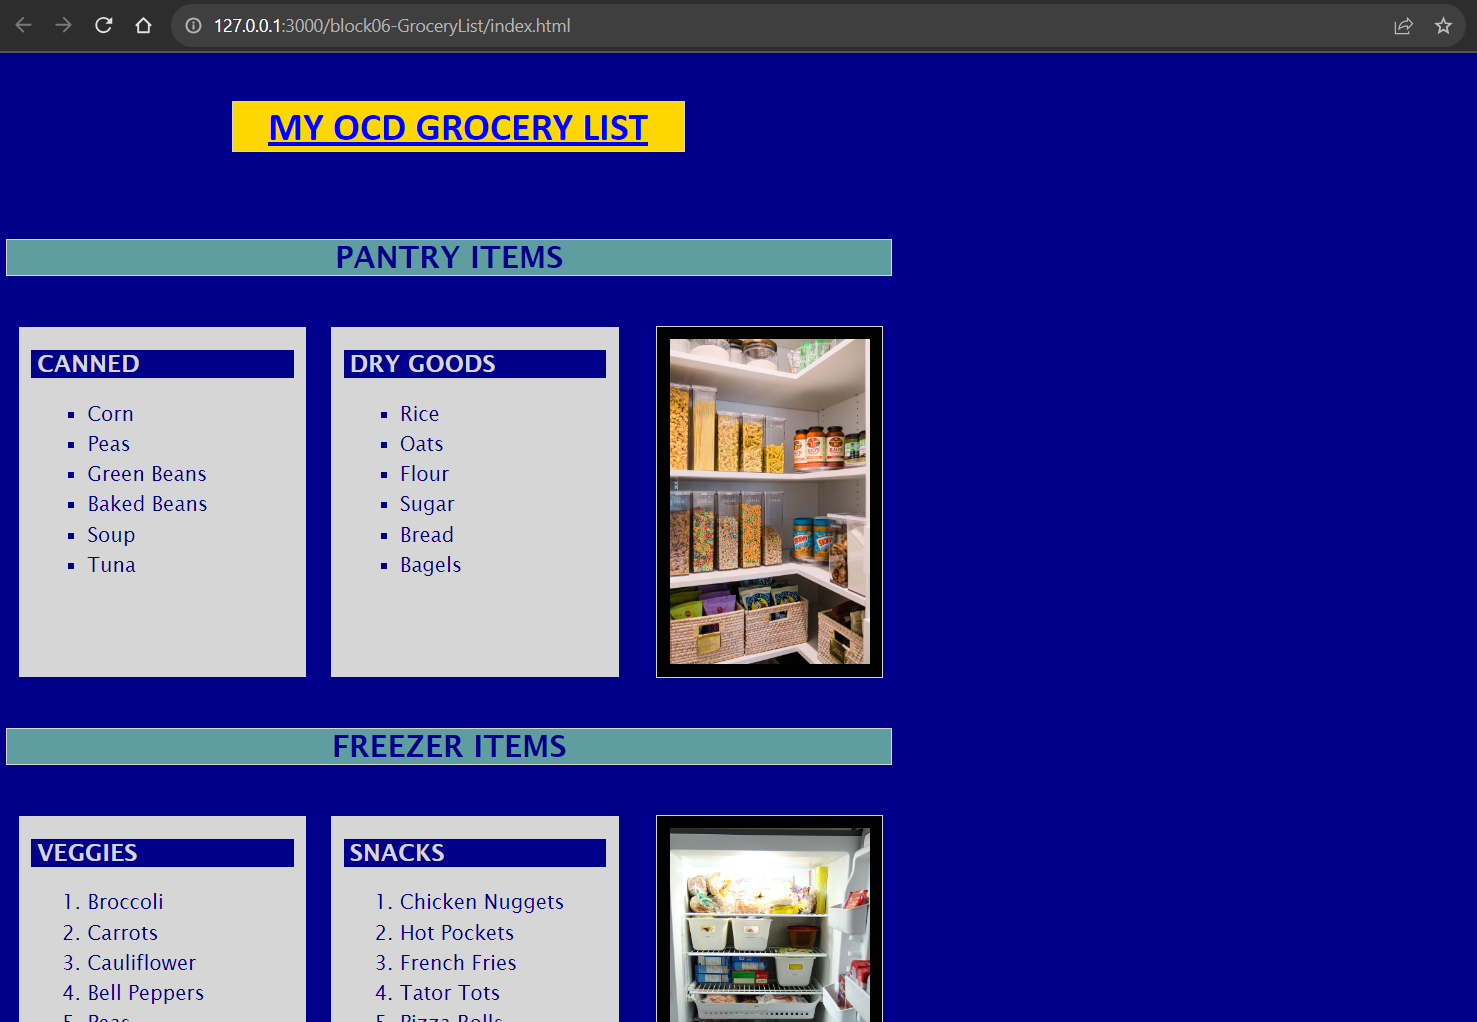 127.0.0.1:3000/block06-GroceryList/index.html
MY OCD GROCERY LIST
PANTRY ITEMS
CANNED
▪ Corn
▪ Peas
▪ Green Beans
▪ Baked Beans
▪ Soup
▪ Tuna
DRY GOODS
▪ Rice
▪ Oats
▪ Flour
▪ Sugar
▪ Bread
▪ Bagels
FREEZER ITEMS
VEGGIES
1. Broccoli
2. Carrots
3. Cauliflower
4. Bell Peppers
5. Peas
SNACKS
1. Chicken Nuggets
2. Hot Pockets
3. French Fries
4. Tator Tots
5. Pizza Rolls